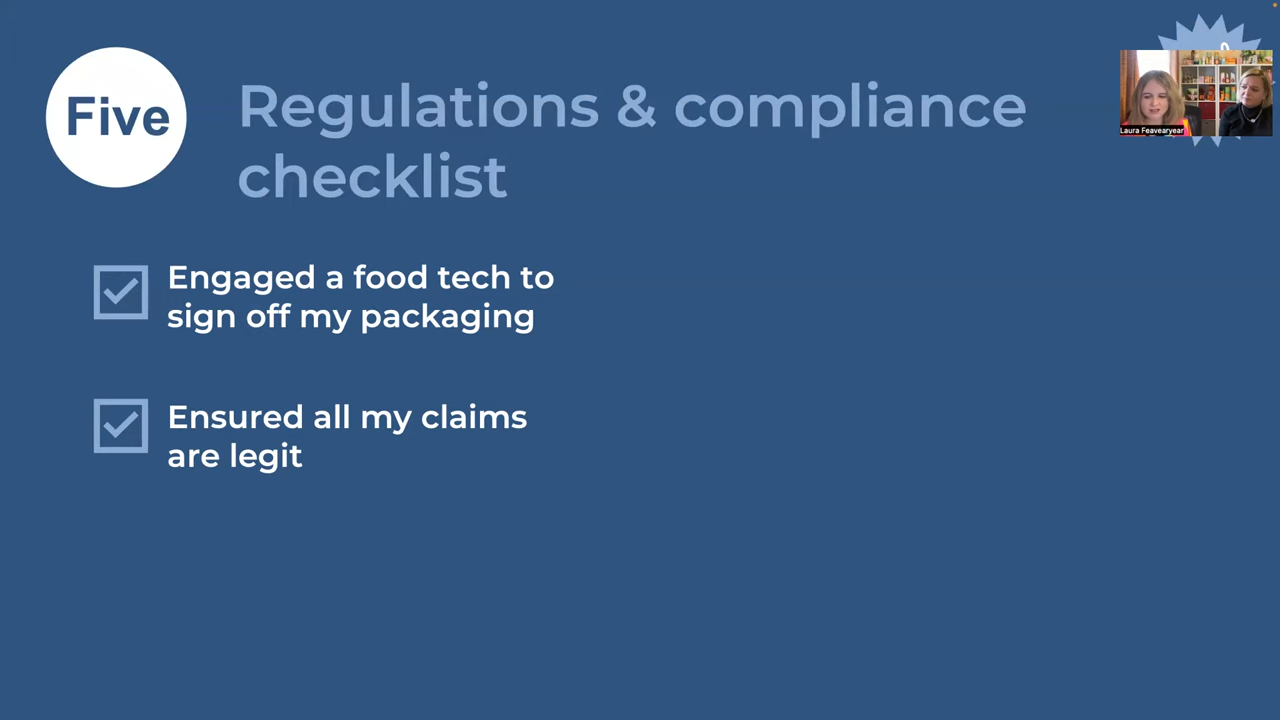 Five
Regulations & compliance
checklist
Laura Feavearyear
Engaged a food tech to
sign off my packaging
Ensured all my claims
are legit